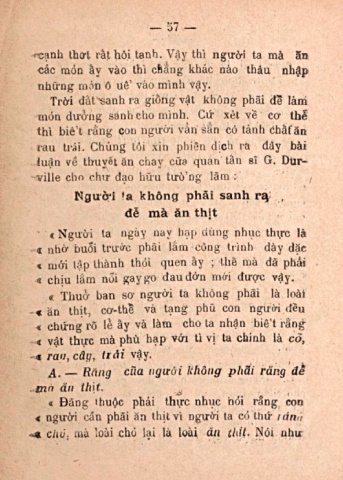 — 57 —
cạnh thơt rất hôi tanh. Vậy thì người ta mà ăn
các món ấy vào thì chẳng khác nào thâu nhập
những món ô uế vào mình vậy.
Trời đất sanh ra giống vật không phải để làm
món dưỡng sanh cho mình. Cứ xét về cơ thể
thì biết rằng con người vẫn sẵn có tánh chất ăn
rau trái. Chúng tôi xin phiên dịch ra đây bài
luận về thuyết ăn chay của quan tấn sĩ G. Dur-
ville cho chư đạo hữu tường lãm :
Người ta không phải sanh ra
để mà ăn thịt
« Người ta ngày nay hạp dùng nhục thực là
« nhờ buổi trước phải lắm công trình dày dặc
« mới tập thành thói quen ấy ; thế mà đã phải
« chịu lắm nỗi gay go đau đớn mới được vậy.
« Thuở ban sơ người ta không phải là loài
« ăn thịt, cơ-thể và tạng phủ con người đều
« chứng rõ lẽ ấy và làm cho ta nhận biết rằng
« vật thực mà phù hạp với tì vị ta chính là cỏ,
« rau, cây, trái vậy.
A. — Răng của người không phải răng để
mà ăn thịt.
« Đảng thuộc phái thực nhục nói rằng con
« người cần phải ăn thịt vì người ta có thứ răng
« chó, mà loài chó lại là loài ăn thịt. Nói như